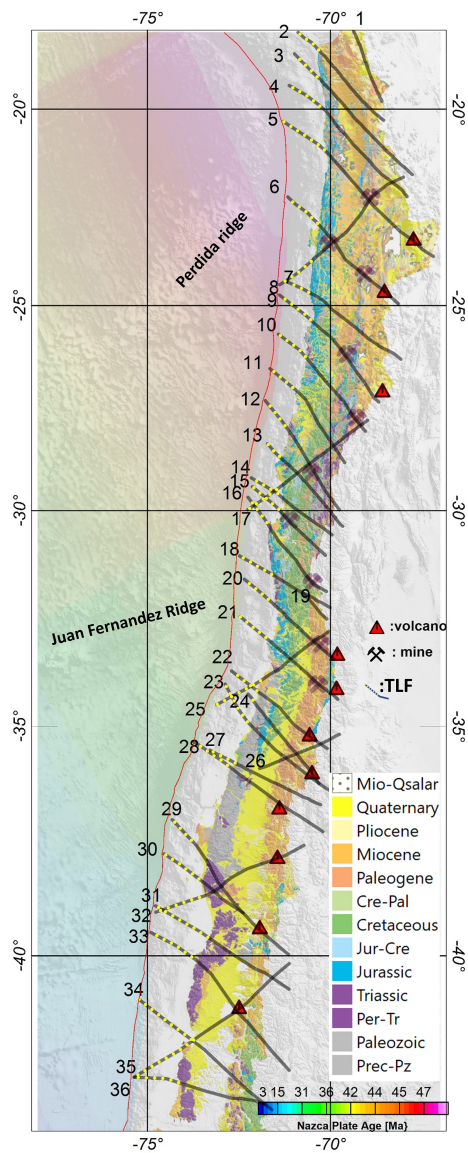 -75° -70° 1
2
3
4
-20° -20°
5
6
Perdida ridge
7
8
9
-25° -25°
10
11
12
13
14
15
16
-30° -30°
17
18
20
19
21
Juan Fernandez Ridge
:volcano
: mine
22
23
:TLF
24
25
-35° -35°
27
28
26
Mio-Qsalar
Quaternary
29
Pliocene
Miocene
30
Paleogene
Cre-Pal
31
Cretaceous
32
Jur-Cre
33
-40° -40°
Jurassic
34
Triassic
Per-Tr
Paleozoic
35
Prec-Pz
36
3 15 31 36 42 44 45 47
Nazca Plate Age [Ma}
-75° -70°